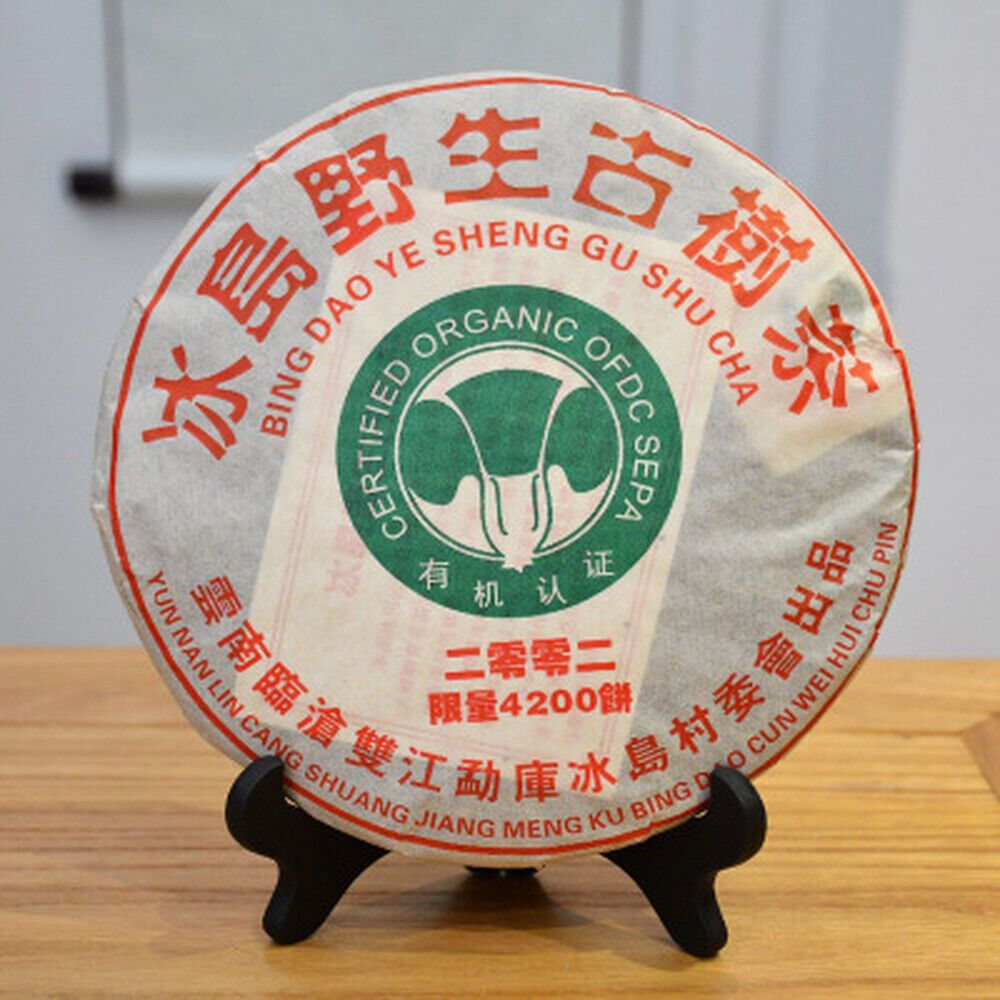 冰島野生古樹茶
BING DAO YE SHENG GU SHU CHA
CERTIFIED ORGANIC OFDC SEPA
有机认证
二零零二
限量4200餅
雲南臨滄雙江勐庫冰島村委會出品
YUN NAN LIN CANG SHUANG JIANG MENG KU BING DAO CUN WEI HUI CHU PIN